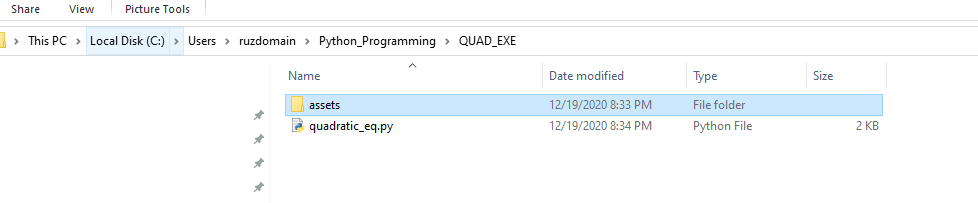 Share View Picture Tools
This PC Local Disk (C:) Users ruzdomain Python_Programming QUAD_EXE
Name Date modified Type Size
assets 12/19/2020 8:33 PM File folder
quadratic_eq.py 12/19/2020 8:34 PM Python File 2 KB